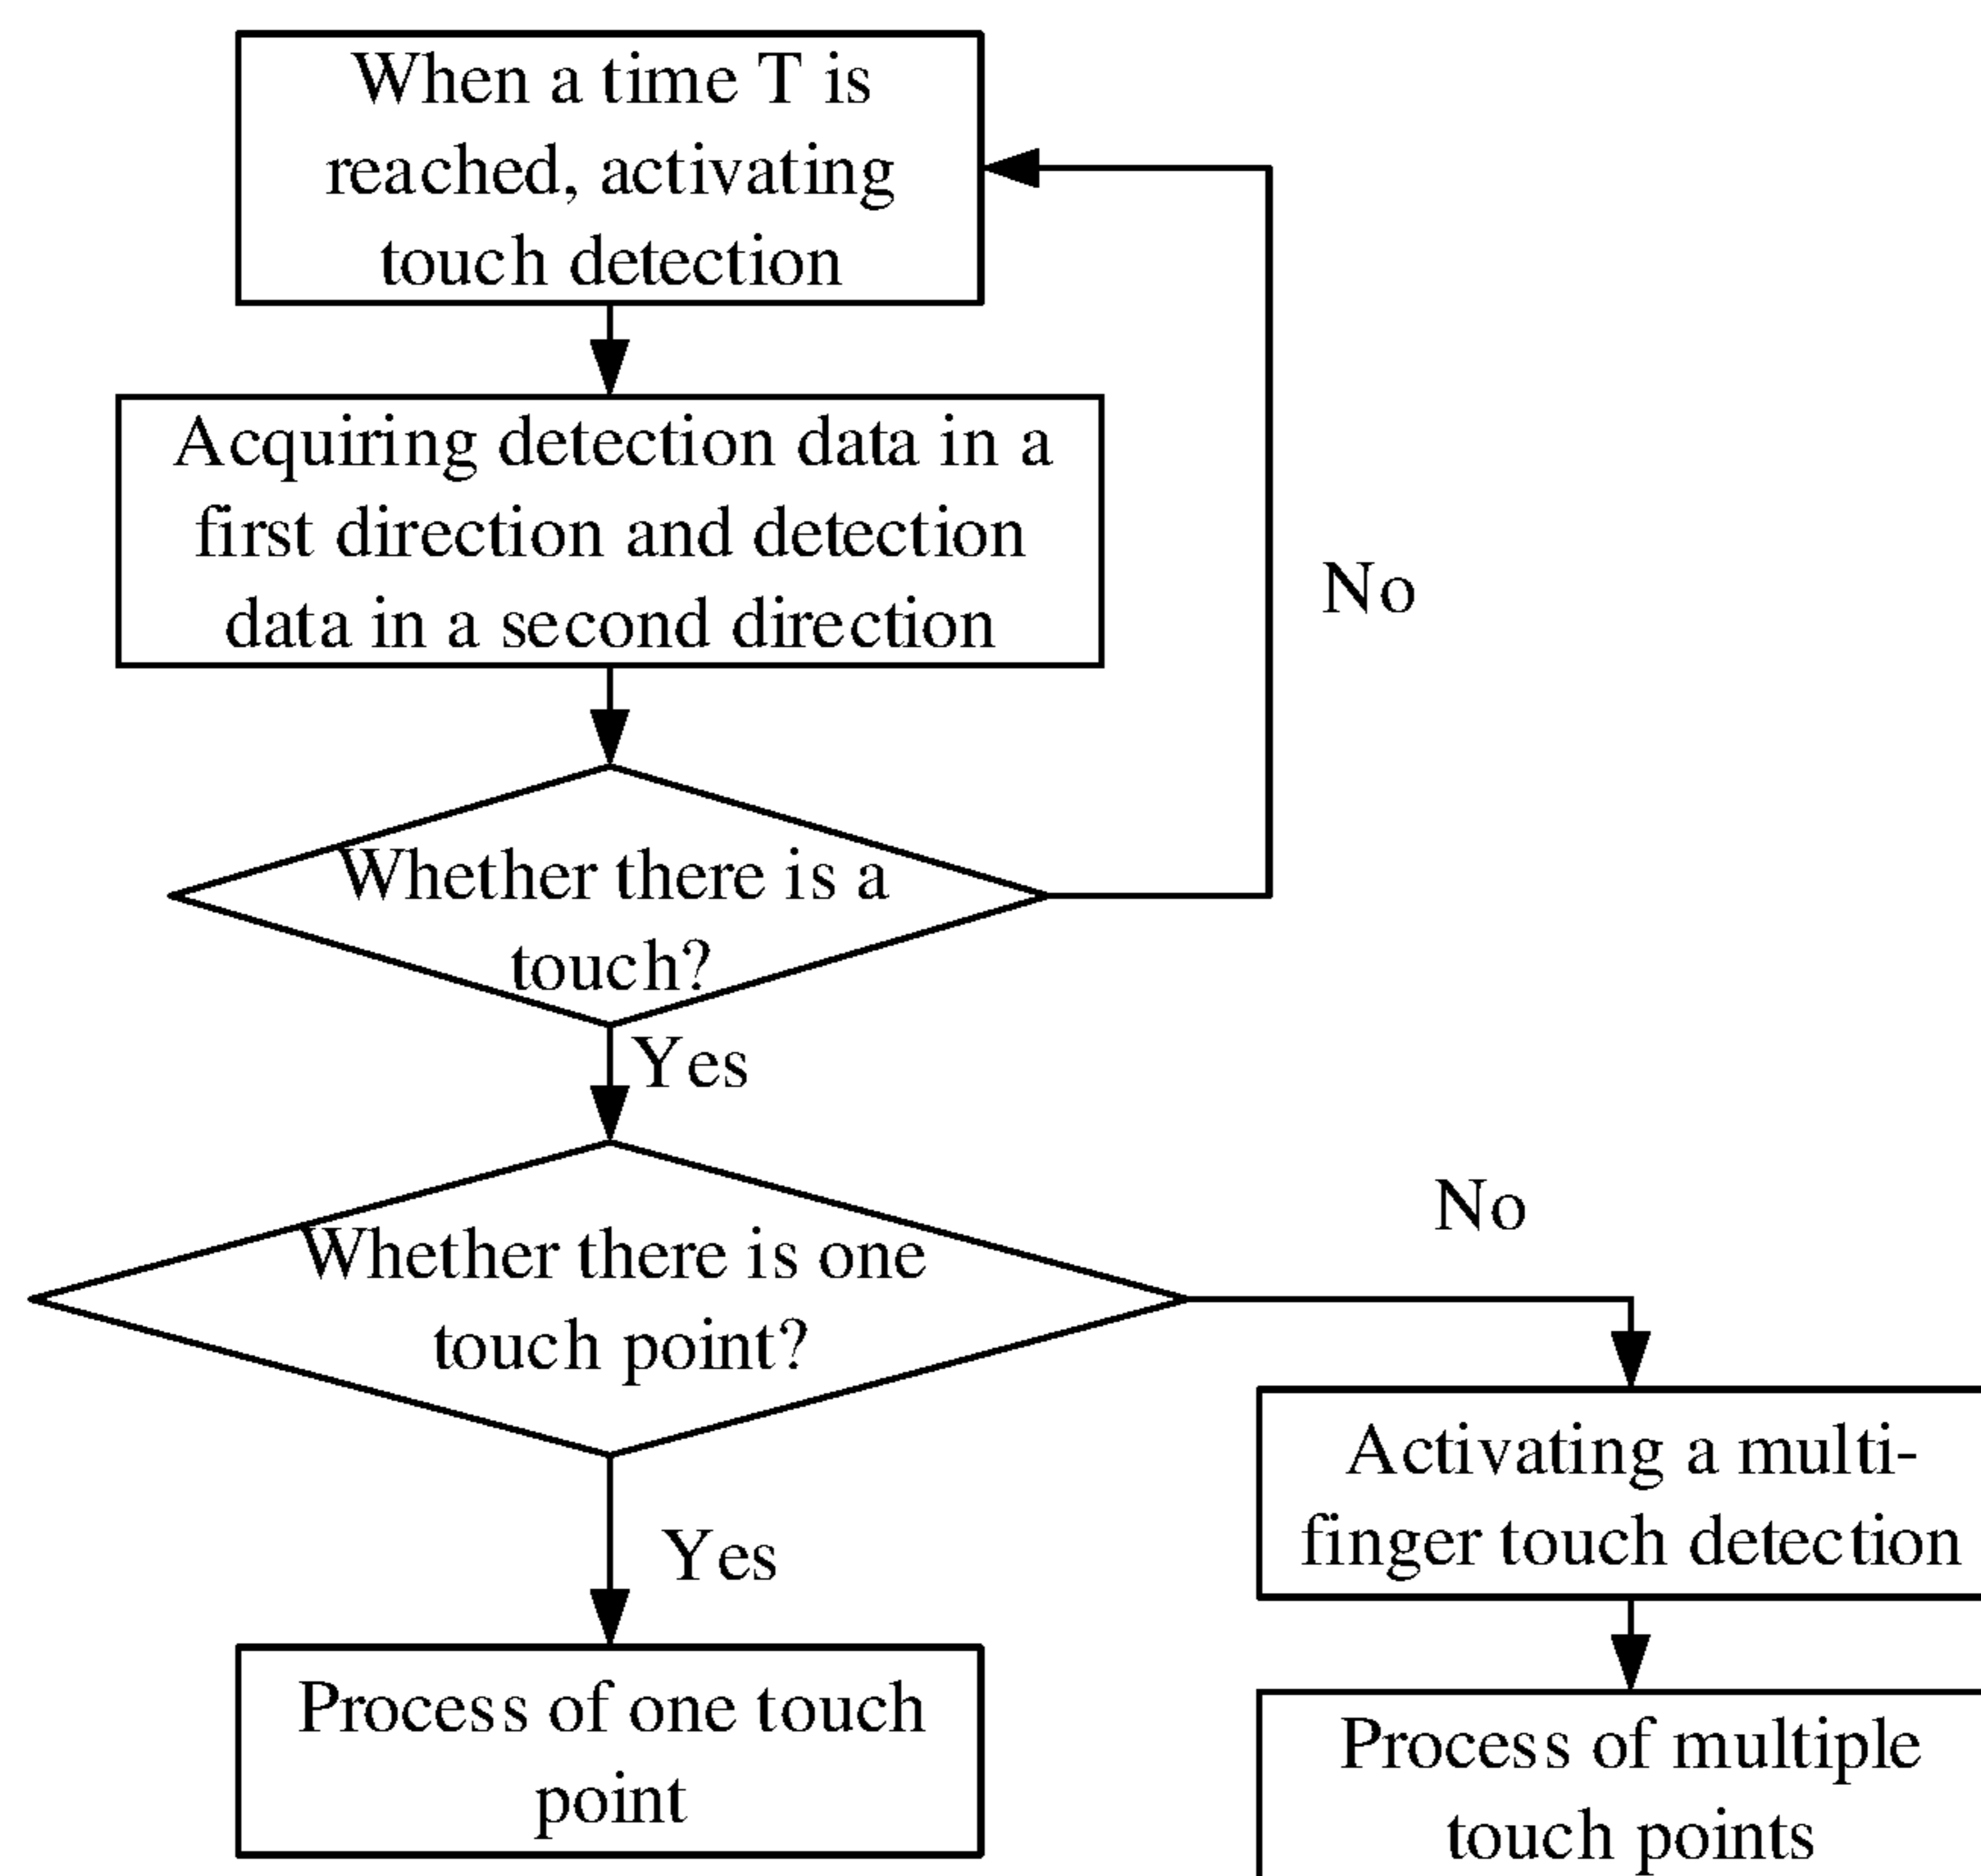 When a time T is
reached, activating
touch detection
Acquiring detection data in a
first direction and detection
data in a second direction
No
Whether there is a
touch?
Yes
Whether there is one
touch point?
No
Yes
Activating a multi-
finger touch detection
Process of one touch
point
Process of multiple
touch points